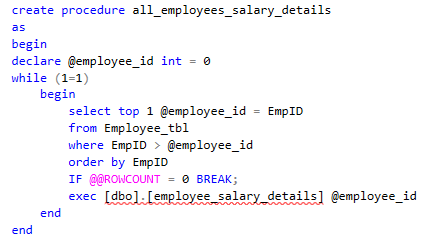 create procedure all_employees_salary_details
as
begin
declare @employee_id int = 0
while (1=1)
    begin
        select top 1 @employee_id = EmpID
        from Employee_tbl
        where EmpID > @employee_id
        order by EmpID
        IF @@ROWCOUNT = 0 BREAK;
        exec [dbo].[employee_salary_details] @employee_id
    end
end